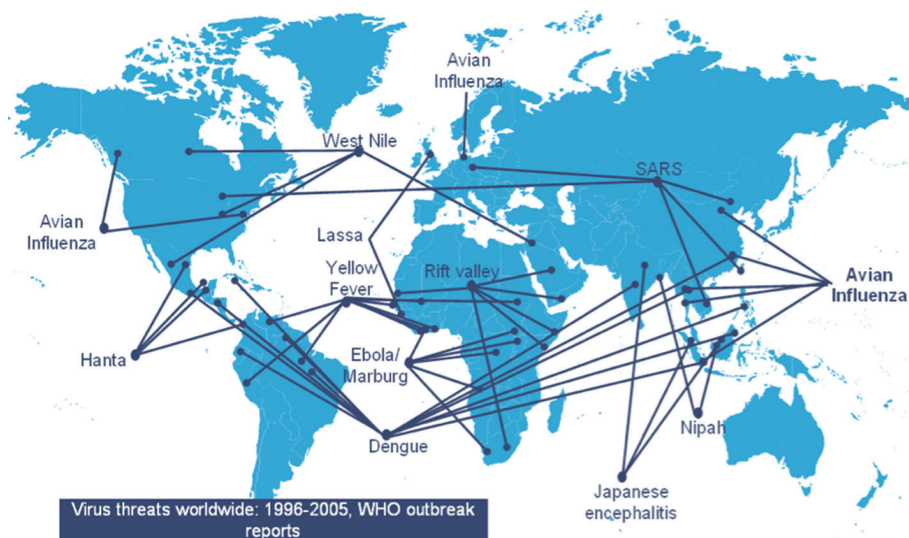 Avian
Influenza
West Nile
SARS
Avian
Influenza
Lassa
Yellow
Fever
Rift valley
Avian
Influenza
Hanta
Ebola/
Marburg
Dengue
Nipah
Japanese
encephalitis
Virus threats worldwide: 1996-2005, WHO outbreak
reports